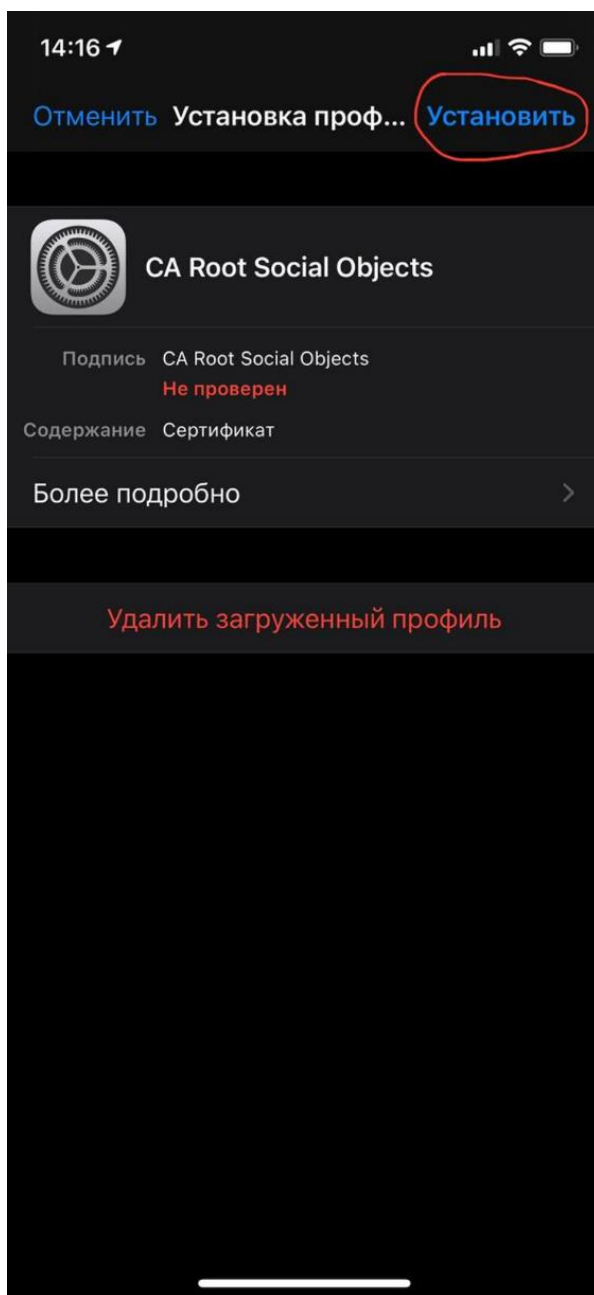 14:16
Отменить Установка проф... Установить
CA Root Social Objects
Подпись CA Root Social Objects
Не проверен
Содержание Сертификат
Более подробно
Удалить загруженный профиль